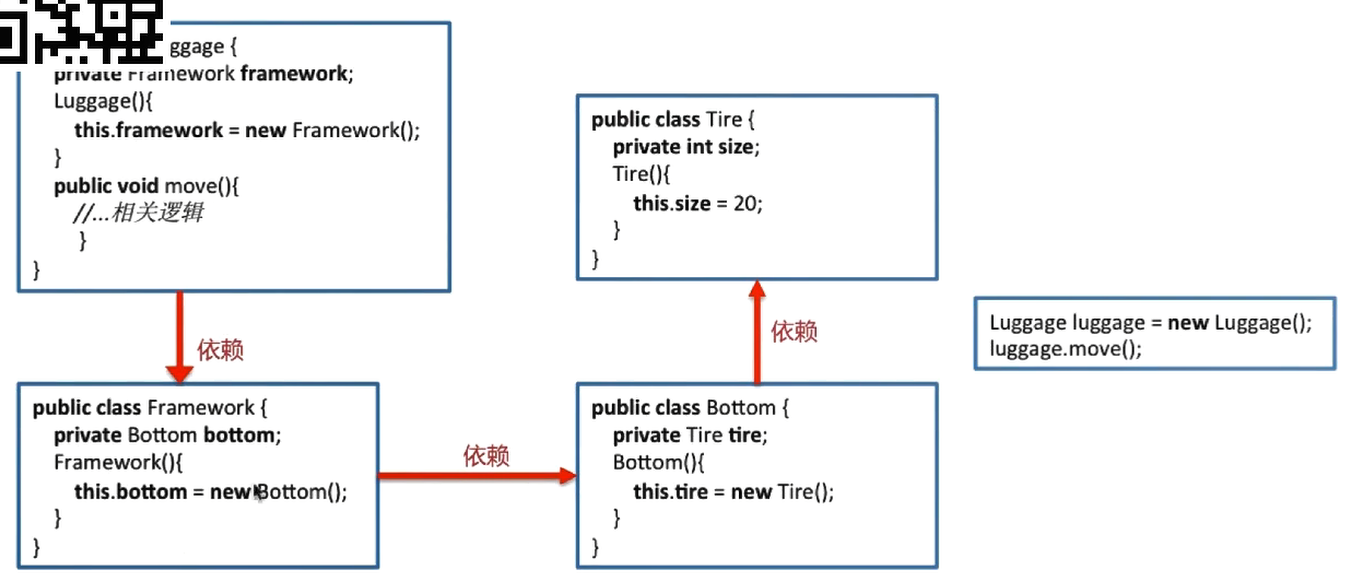 ggage {
private Framework framework;
Luggage(){
this.framework = new Framework();
}
public void move(){
//...相关逻辑
}
}
依赖
public class Framework {
private Bottom bottom;
Framework(){
this.bottom = new Bottom();
}
}
依赖
public class Tire {
private int size;
Tire(){
this.size = 20;
}
}
依赖
public class Bottom {
private Tire tire;
Bottom(){
this.tire = new Tire();
}
}
Luggage luggage = new Luggage();
luggage.move();